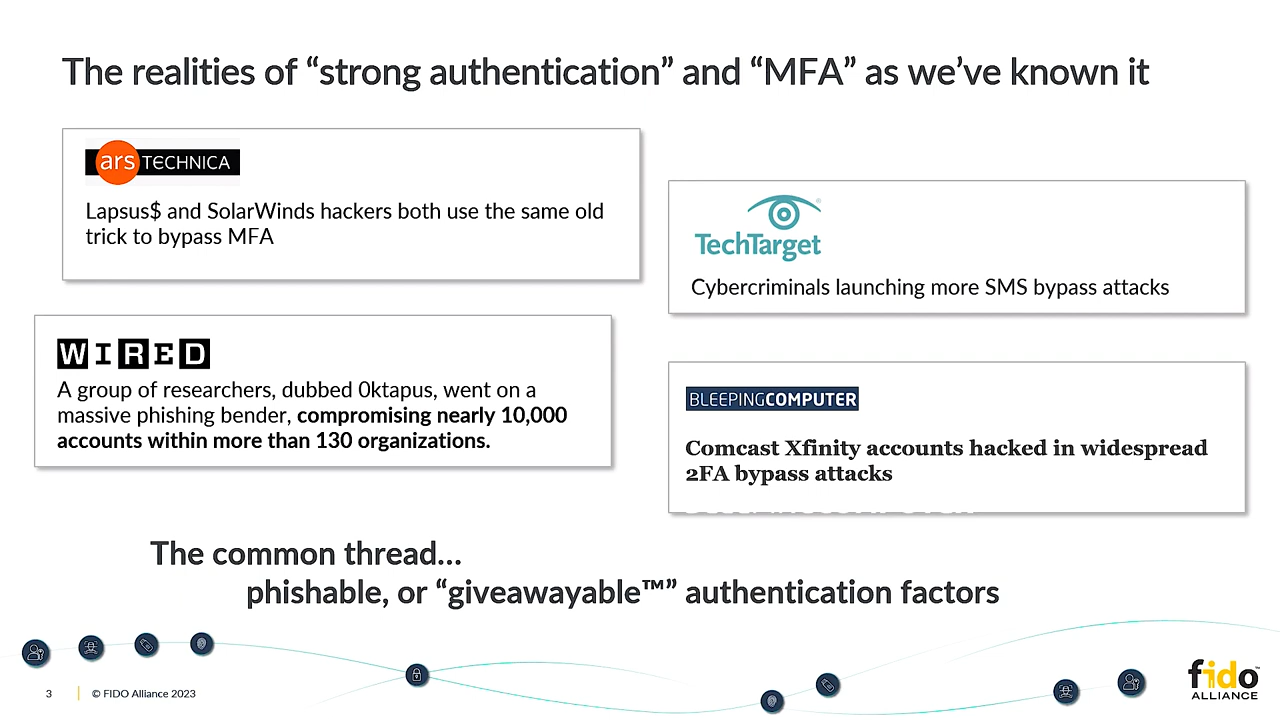 The realities of “strong authentication” and “MFA” as we’ve known it
ars TECHNICA
Lapsus$ and SolarWinds hackers both use the same old
trick to bypass MFA
TechTarget
Cybercriminals launching more SMS bypass attacks
WIRED
A group of researchers, dubbed 0ktapus, went on a
massive phishing bender, compromising nearly 10,000
accounts within more than 130 organizations.
BLEEPINGCOMPUTER
Comcast Xfinity accounts hacked in widespread
2FA bypass attacks
The common thread...
phishable, or “giveawayable™” authentication factors
3
© FIDO Alliance 2023
fido™
ALLIANCE